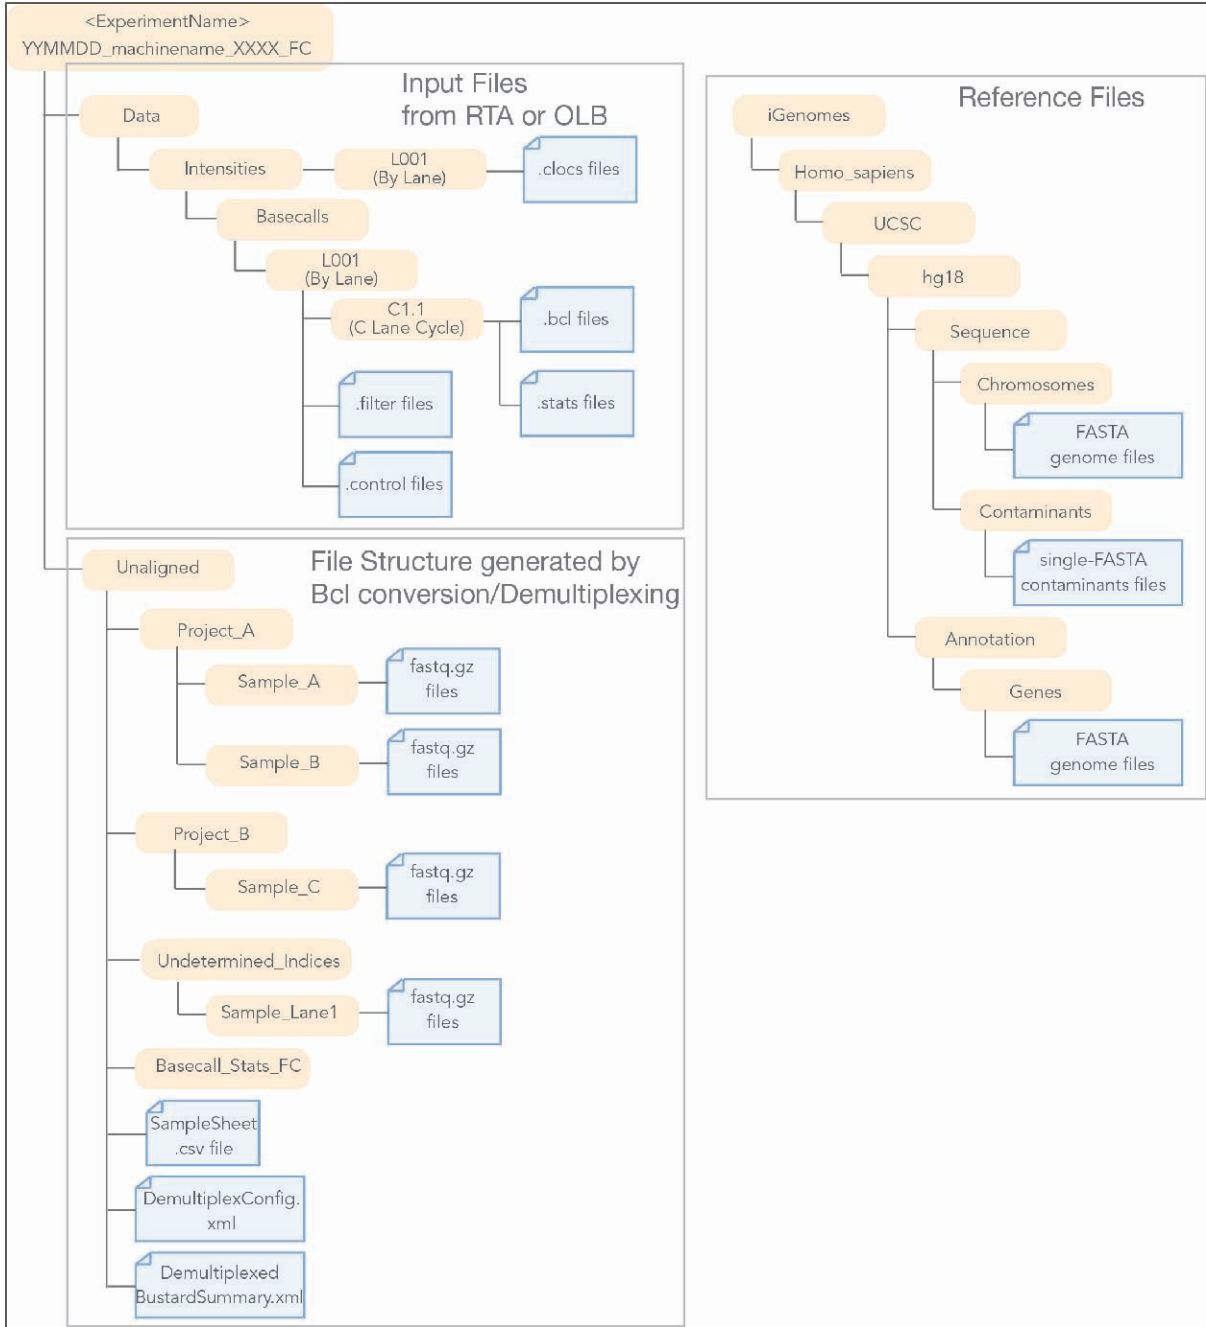 <ExperimentName>
YYMMDD_machinename_XXXX_FC
Input Files
from RTA or OLB
Data
Intensities
L001
(By Lane)
.clocs files
Basecalls
L001
(By Lane)
C1.1
(C Lane Cycle)
.bcl files
.filter files
.stats files
.control files
File Structure generated by
Bcl conversion/Demultiplexing
Unaligned
Project_A
Sample_A
fastq.gz
files
Sample_B
fastq.gz
files
Project_B
Sample_C
fastq.gz
files
Undetermined_Indices
Sample_Lane1
fastq.gz
files
Basecall_Stats_FC
SampleSheet
.csv file
DemultiplexConfig.
xml
Demultiplexed
BustardSummary.xml
Reference Files
iGenomes
Homo_sapiens
UCSC
hg18
Sequence
Chromosomes
FASTA
genome files
Contaminants
single-FASTA
contaminants files
Annotation
Genes
FASTA
genome files